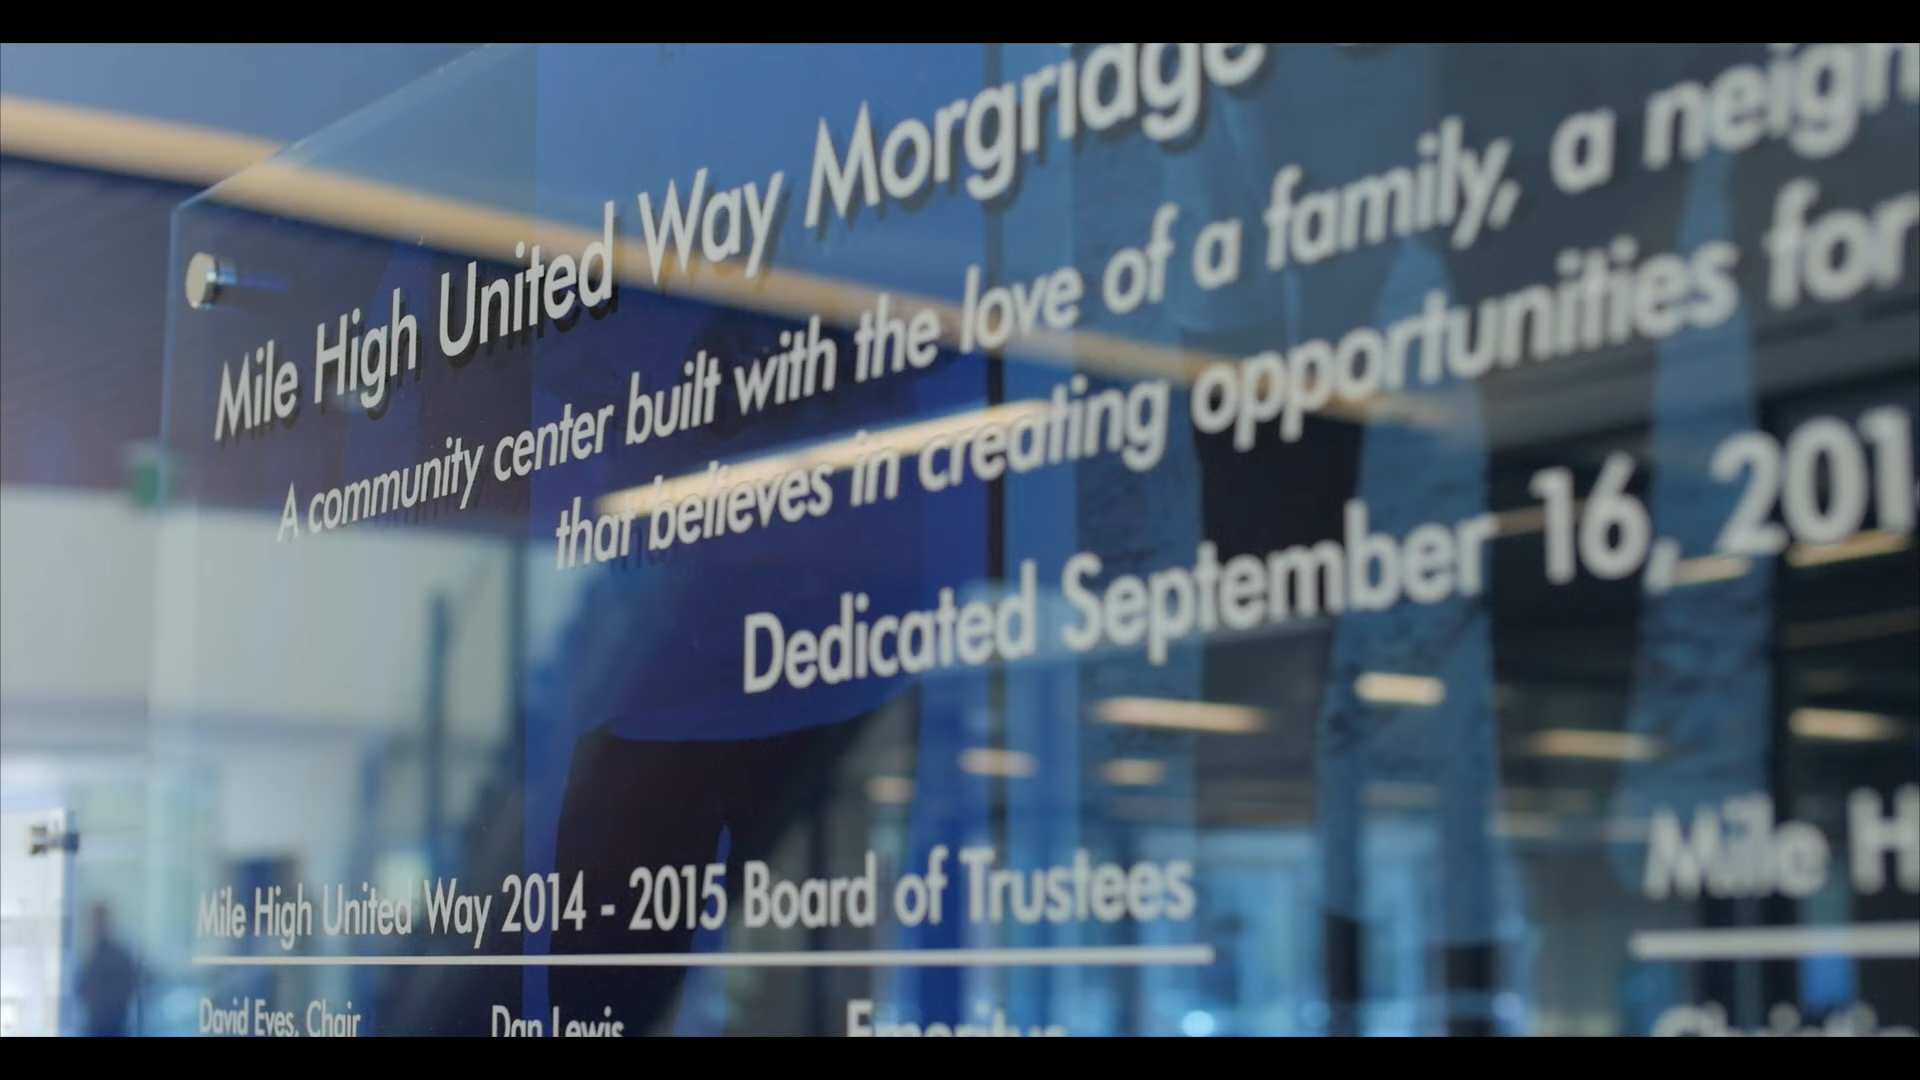 Mile High United Way Morgridge
A community center built with the love of a family, a neigh
that believes in creating opportunities for
Dedicated September 16, 201
Mile High United Way 2014 - 2015 Board of Trustees
Mile H
David Eves, Chair
Dan Lewis
Emeritus